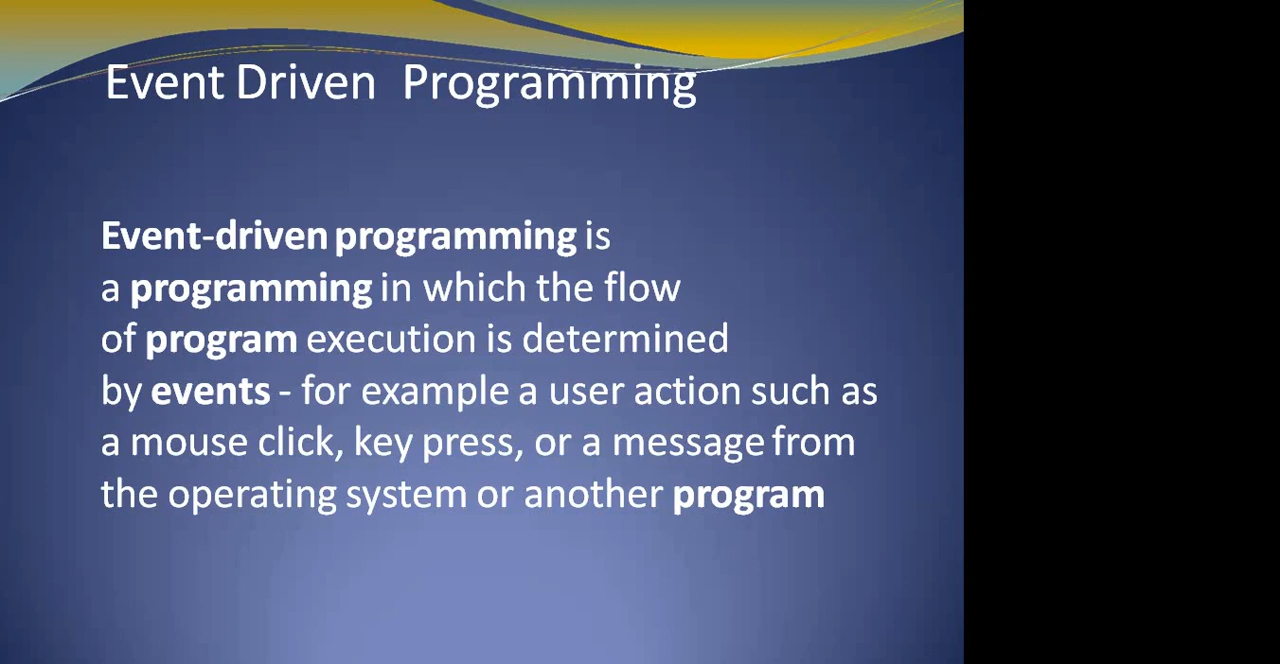 Event Driven Programming
Event-driven programming is
a programming in which the flow
of program execution is determined
by events - for example a user action such as
a mouse click, key press, or a message from
the operating system or another program